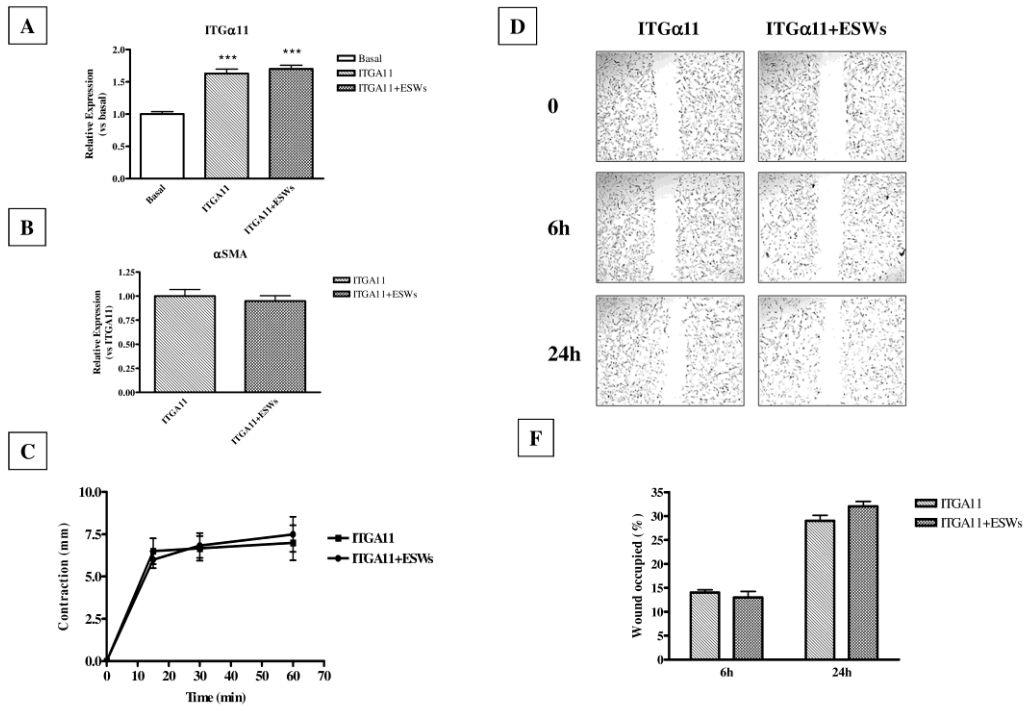 A
ITGα11
Relative Expression
(vs basal)
2.0
1.5
1.0
0.5
0.0
***
***
Basal
ITGA11
ITGA11+ESWs
Basal
ITGA11
ITGA11+ESWs
B
αSMA
Relative Expression
(vs ITGA11)
1.25
1.00
0.75
0.50
0.25
0.00
ITGA11
ITGA11+ESWs
ITGA11
ITGA11+ESWs
C
Contraction (mm)
10.0
7.5
5.0
2.5
0.0
0 10 20 30 40 50 60 70
Time (min)
ITGA11
ITGA11+ESWs
D
ITGα11 ITGα11+ESWs
0
6h
24h
F
Wound occupied (%)
35
30
25
20
15
10
5
0
6h 24h
ITGA11
ITGA11+ESWs